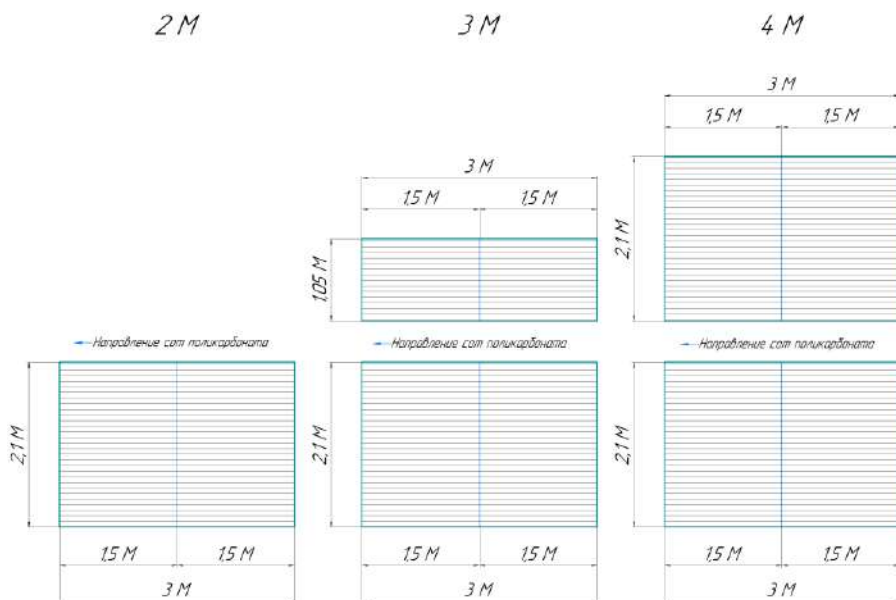 2 М
3 М
4 М
3 М
1,5 М
1,5 М
3 М
1,5 М
1,5 М
2,1 М
1,05 М
Направление сот поликарбоната
Направление сот поликарбоната
Направление сот поликарбоната
2,1 М
2,1 М
2,1 М
1,5 М
1,5 М
1,5 М
1,5 М
1,5 М
1,5 М
3 М
3 М
3 М